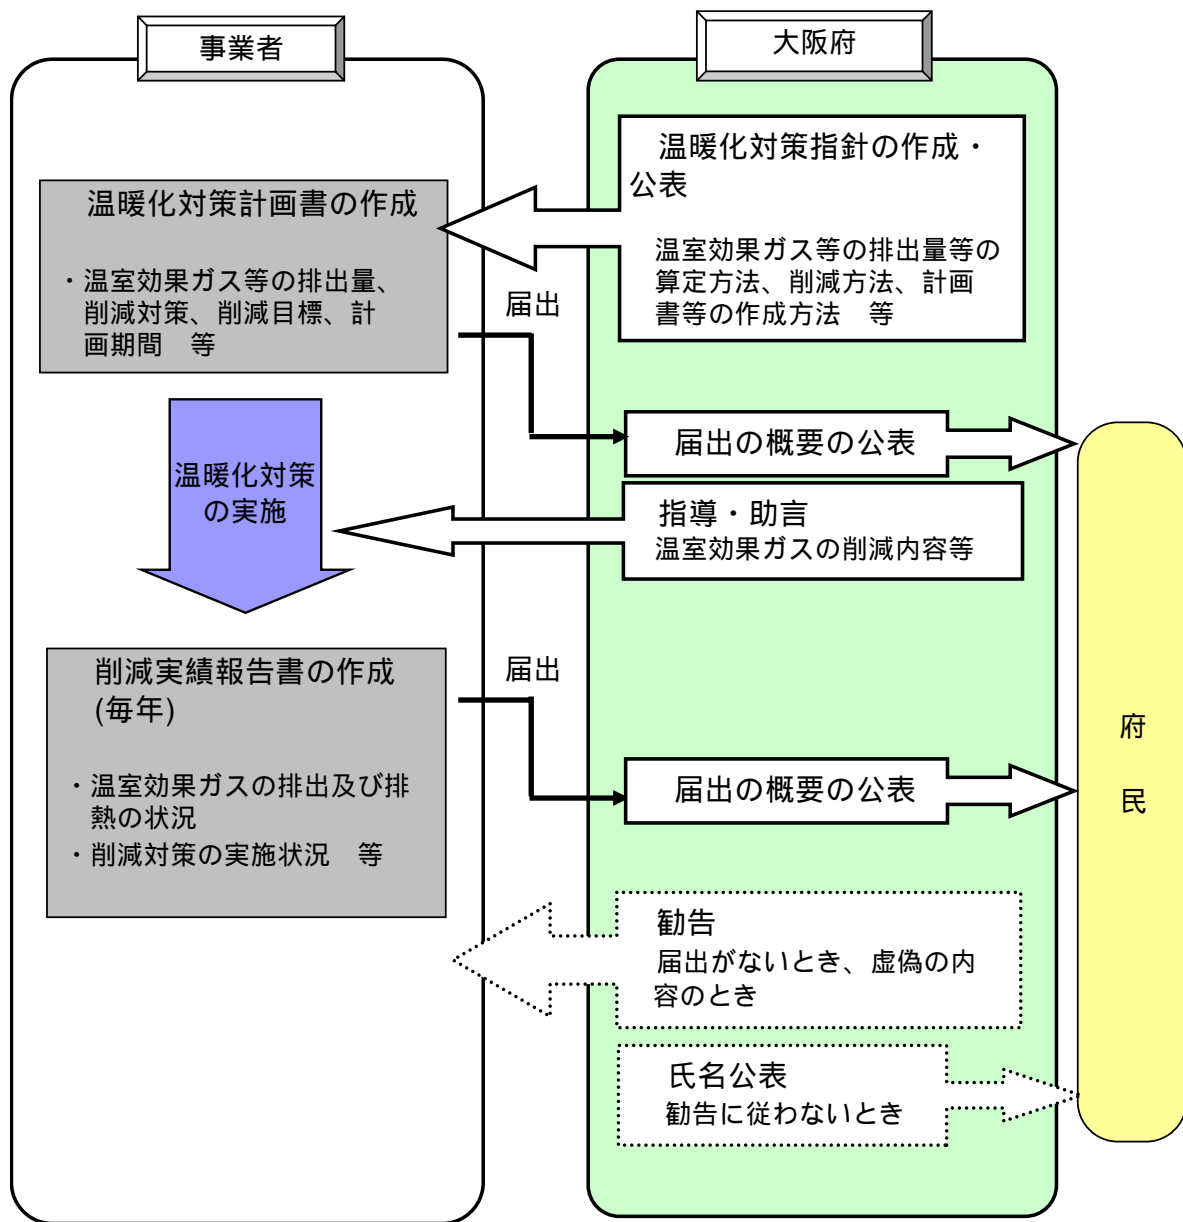 事業者
大阪府
温暖化対策指針の作成・
公表
温室効果ガス等の排出量等の
算定方法、削減方法、計画
書等の作成方法　等
温暖化対策計画書の作成
・温室効果ガス等の排出量、
削減対策、削減目標、計
画期間　等
届出
届出の概要の公表
温暖化対策
の実施
指導・助言
温室効果ガスの削減内容等
削減実績報告書の作成
(毎年)
・温室効果ガスの排出及び排
熱の状況
・削減対策の実施状況　等
届出
届出の概要の公表
府
民
勧告
届出がないとき、虚偽の内
容のとき
氏名公表
勧告に従わないとき